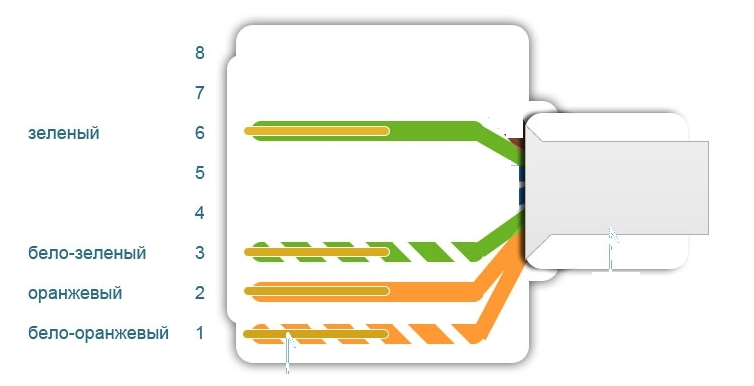 8
7
зеленый 6
5
4
бело-зеленый 3
оранжевый 2
бело-оранжевый 1